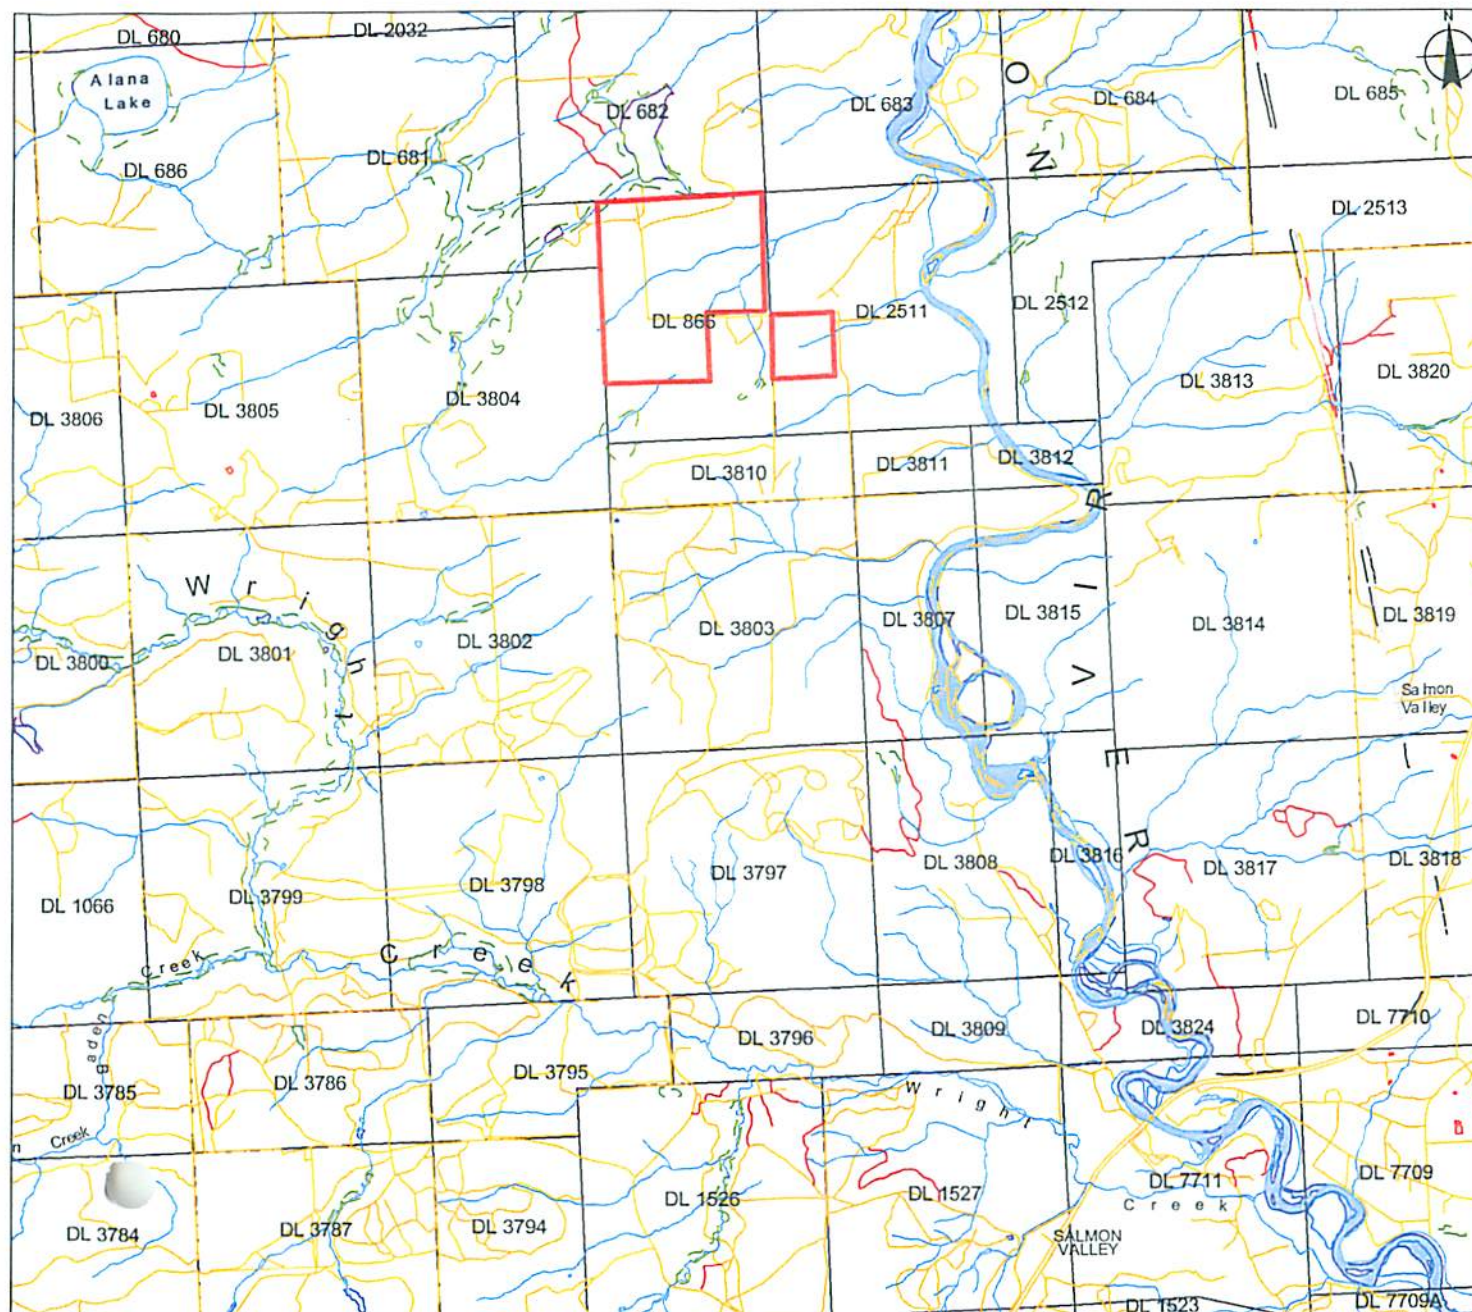 N
DL 680
DL 2032
Alana
Lake
DL 682
DL 683
DL 684
DL 685
DL 681
DL 686
DL 2513
DL 866
DL 2511
DL 2512
DL 3813
DL 3820
DL 3806
DL 3805
DL 3804
DL 3810
DL 3811
DL 3812
O N
R I V E R
Wright
DL 3800
DL 3801
DL 3802
DL 3803
DL 3807
DL 3815
DL 3814
DL 3819
Salmon
Valley
DL 1066
DL 3799
DL 3798
DL 3797
DL 3808
DL 3816
DL 3817
DL 3818
Creek
Creek
Baden
DL 3796
DL 3809
DL 3824
DL 7710
DL 3785
DL 3786
DL 3795
Wright
n Creek
DL 1526
DL 1527
DL 7711
DL 7709
Creek
DL 3784
DL 3787
DL 3794
SALMON
VALLEY
DL 1523
DL 7709A